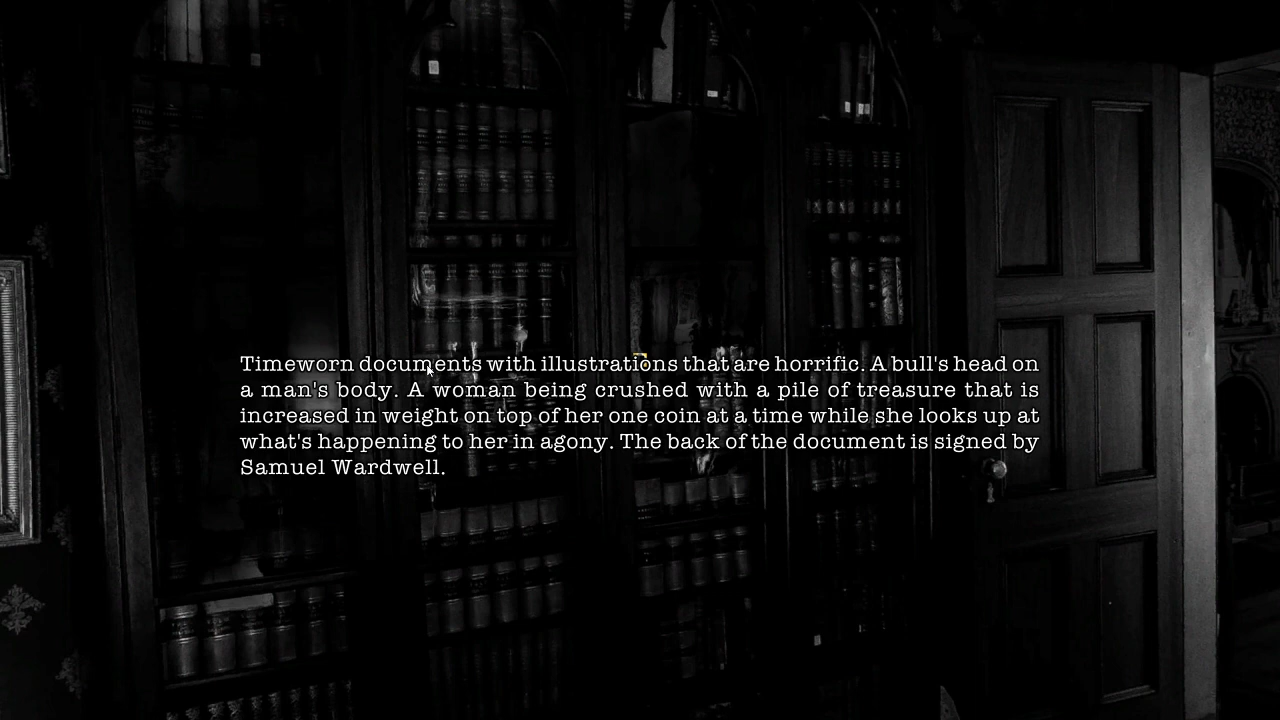 Timeworn documents with illustrations that are horrific. A bull's head on
a man's body. A woman being crushed with a pile of treasure that is
increased in weight on top of her one coin at a time while she looks up at
what's happening to her in agony. The back of the document is signed by
Samuel Wardwell.